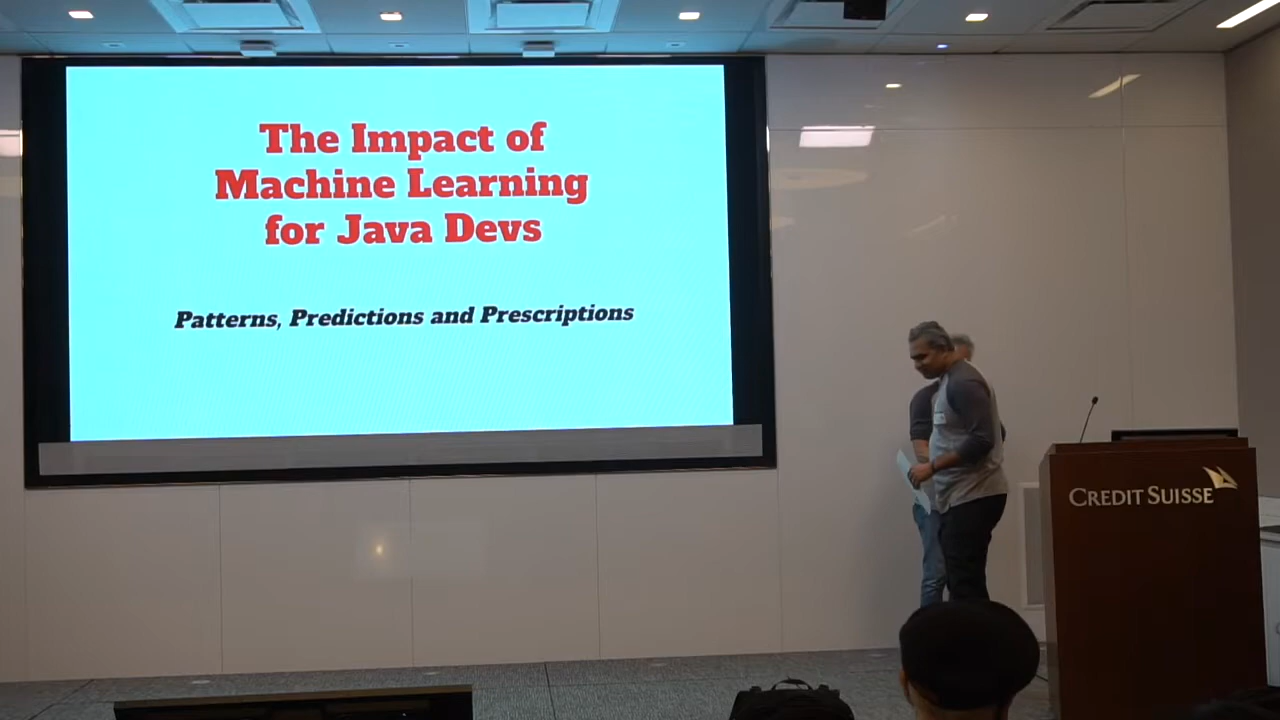 The Impact of
Machine Learning
for Java Devs
Patterns, Predictions and Prescriptions
CREDIT SUISSE